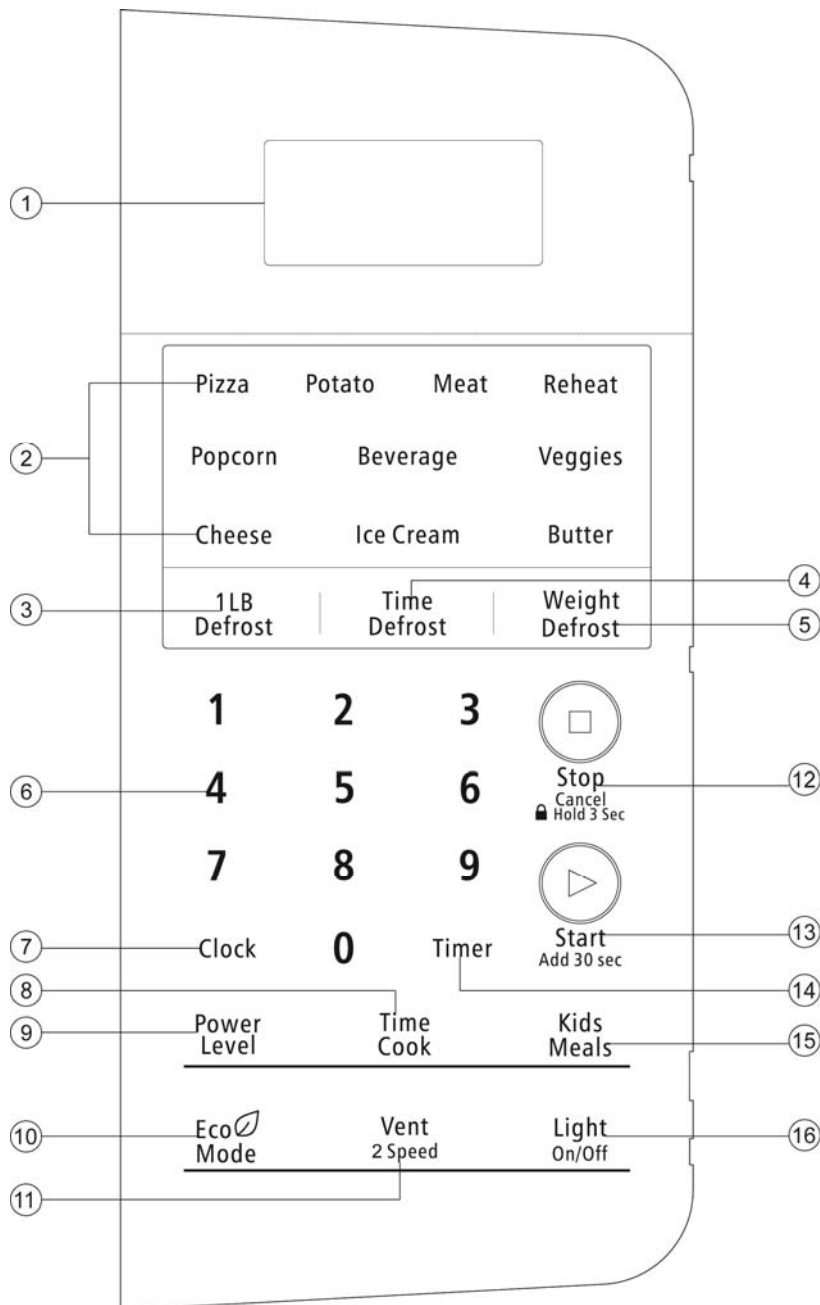 1
Pizza Potato Meat Reheat
2 Popcorn Beverage Veggies
Cheese Ice Cream Butter
4
3 1LB Time Weight
Defrost Defrost Defrost 5
1 2 3
6 4 5 6 Stop 12
Cancel
Hold 3 Sec
7 8 9
7 Clock 0 Timer Start 13
Add 30 sec
8 14
9 Power Time Kids
Level Cook Meals 15
10 Eco Vent Light 16
Mode 2 Speed On/Off
11